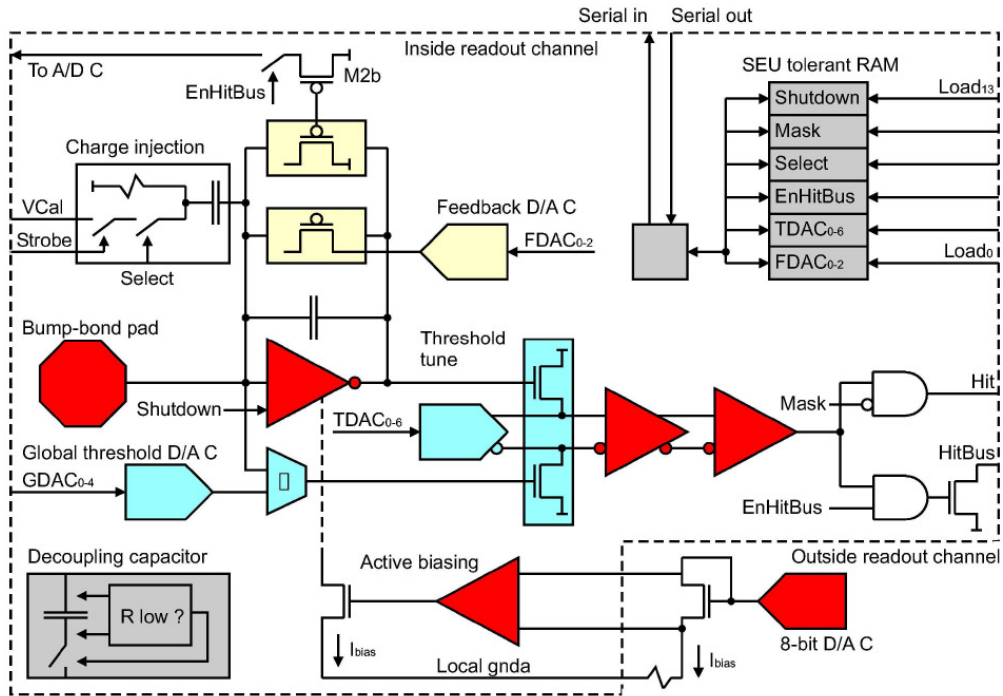 Serial in
Serial out
Inside readout channel
To A/D C
M2b
EnHitBus
SEU tolerant RAM
Shutdown
Load₁₃
Mask
Select
EnHitBus
TDAC₀₋₆
FDAC₀₋₂
Load₀
Charge injection
VCal
Strobe
Select
Feedback D/A C
FDAC₀₋₂
Bump-bond pad
Threshold
tune
Shutdown
TDAC₀₋₆
Mask
Hit
Global threshold D/A C
GDAC₀₋₄
HitBus
EnHitBus
Decoupling capacitor
R low ?
Active biasing
Outside readout channel
8-bit D/A C
Ibias
Local gnda
Ibias